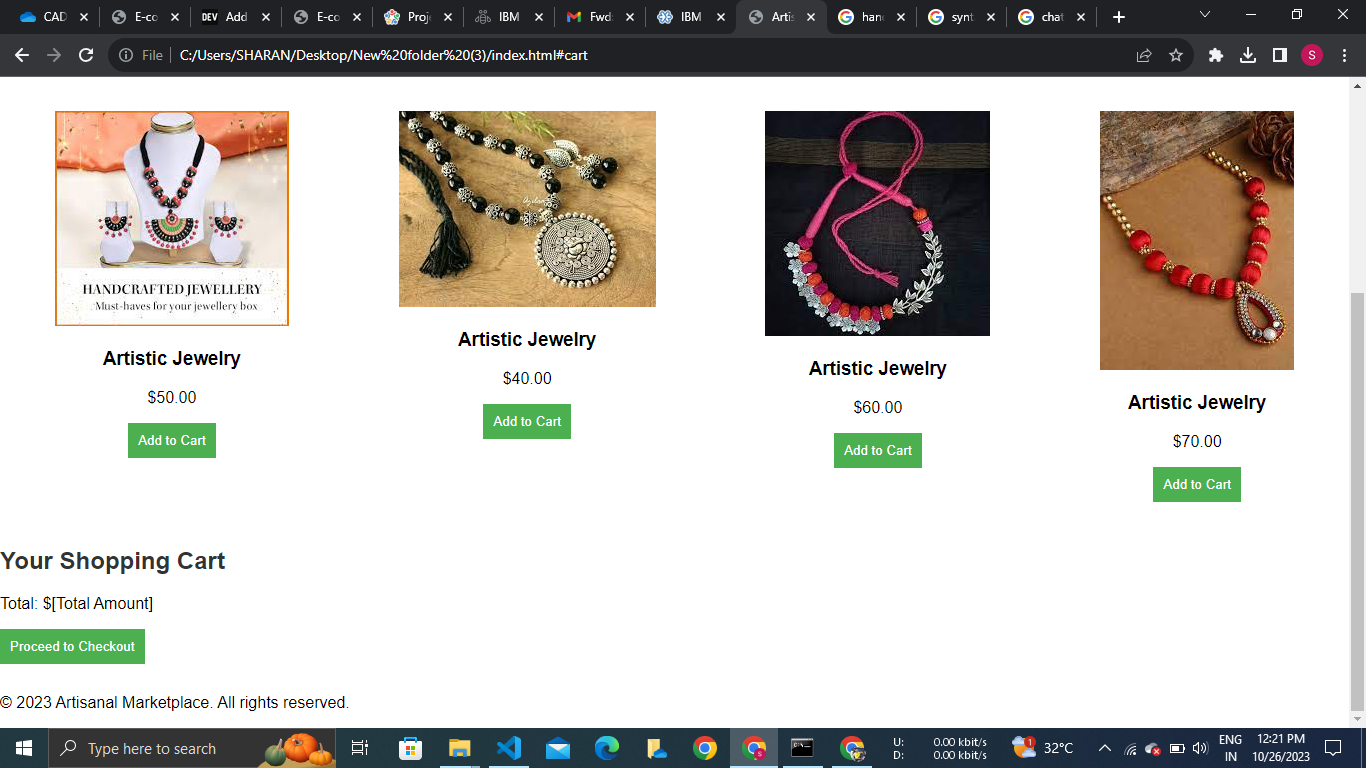 CAD
E-co
DEV Add
E-co
Proje
IBM
Fwd:
IBM
Artis
hand
synt
chat
File C:/Users/SHARAN/Desktop/New%20folder%20(3)/index.html#cart
S
HANDCRAFTED JEWELLERY
Must-haves for your jewellery box
Artistic Jewelry
$50.00
Add to Cart
Artistic Jewelry
$40.00
Add to Cart
Artistic Jewelry
$60.00
Add to Cart
Artistic Jewelry
$70.00
Add to Cart
Your Shopping Cart
Total: $[Total Amount]
Proceed to Checkout
© 2023 Artisanal Marketplace. All rights reserved.
Type here to search
U: 0.00 kbit/s
D: 0.00 kbit/s
1
32°C
ENG
IN
12:21 PM
10/26/2023